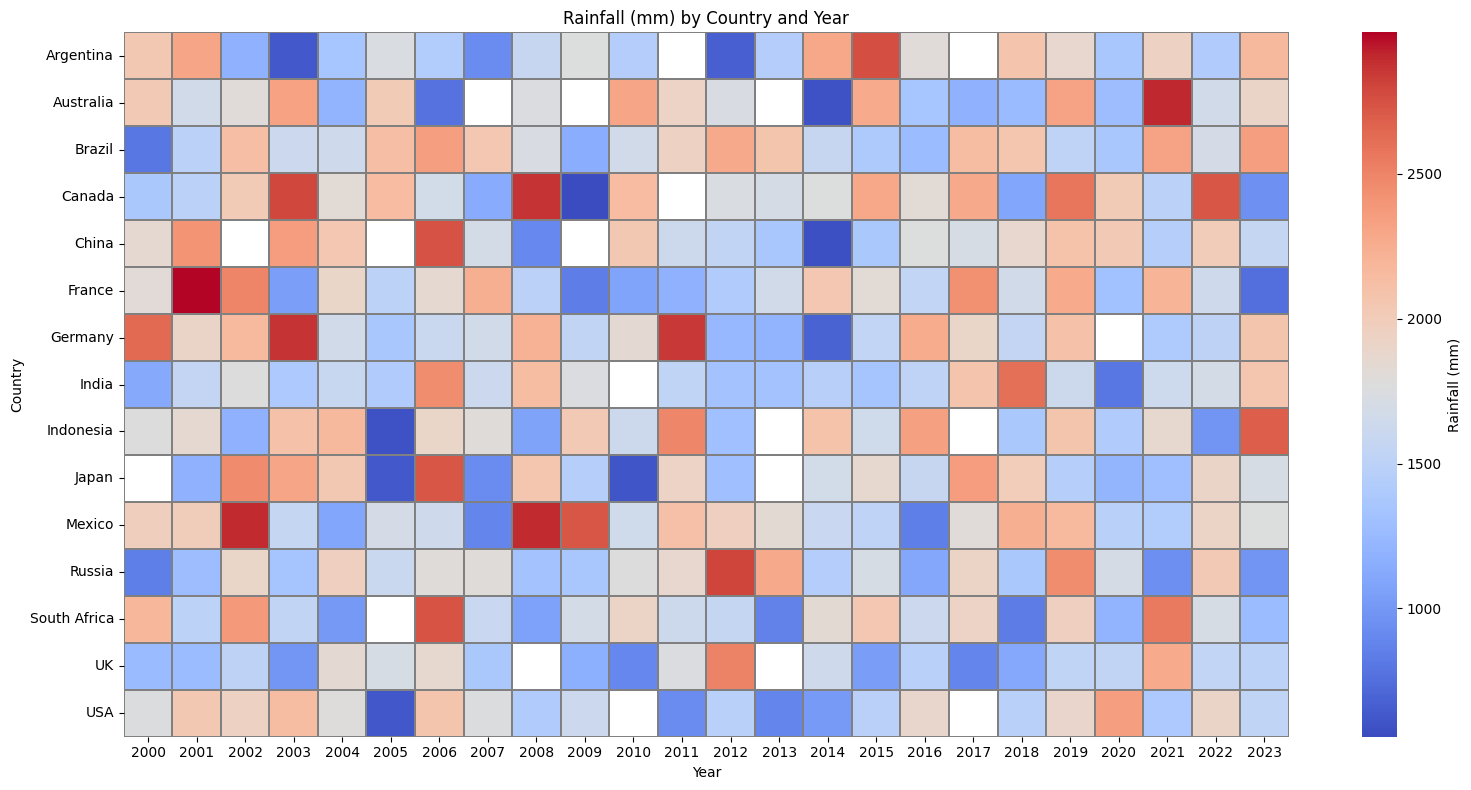 Rainfall (mm) by Country and Year
Country
Argentina
Australia
Brazil
Canada
China
France
Germany
India
Indonesia
Japan
Mexico
Russia
South Africa
UK
USA
2000 2001 2002 2003 2004 2005 2006 2007 2008 2009 2010 2011 2012 2013 2014 2015 2016 2017 2018 2019 2020 2021 2022 2023
Year
2500
2000
1500
1000
Rainfall (mm)